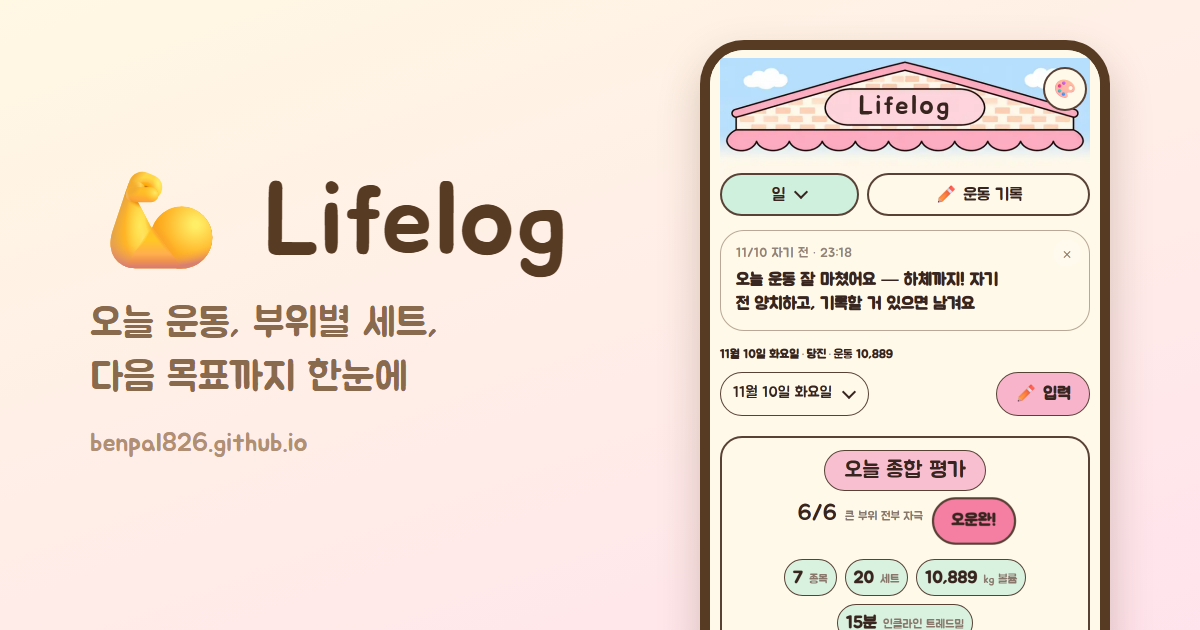 💪 Lifelog
오늘 운동, 부위별 세트,
다음 목표까지 한눈에
benpal826.github.io
Lifelog
일
✏️ 운동 기록
11/10 자기 전 · 23:18 ×
오늘 운동 잘 마쳤어요 — 하체까지! 자기
전 양치하고, 기록할 거 있으면 남겨요
11월 10일 화요일 · 당진 · 운동 10,889
11월 10일 화요일
✏️ 입력
오늘 종합 평가
6/6 큰 부위 전부 자극 오운완!
7 종목 20 세트 10,889 kg 볼륨
15분 인클라인 트레드밀